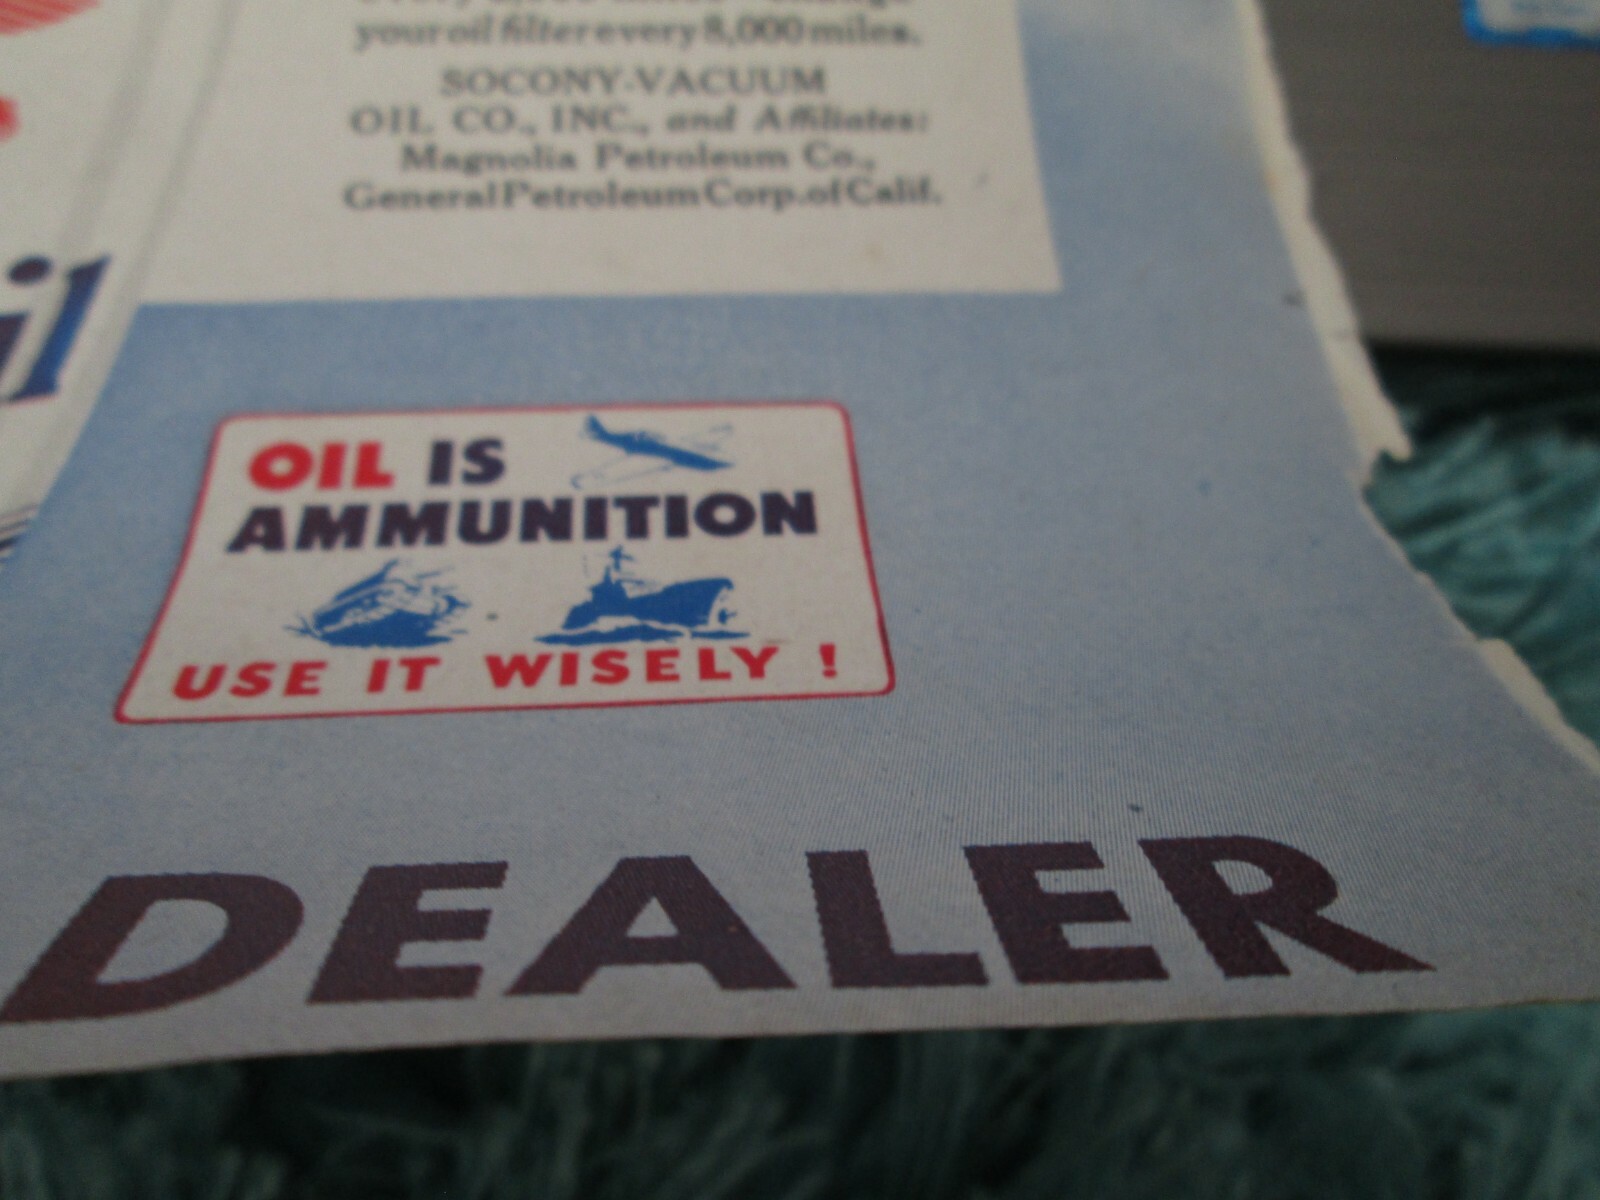 your oil filter every 8,000 miles.
SOCONY-VACUUM
OIL CO., INC., and Affiliates:
Magnolia Petroleum Co.,
General Petroleum Corp. of Calif.
il
OIL IS
AMMUNITION
USE IT WISELY !
DEALER